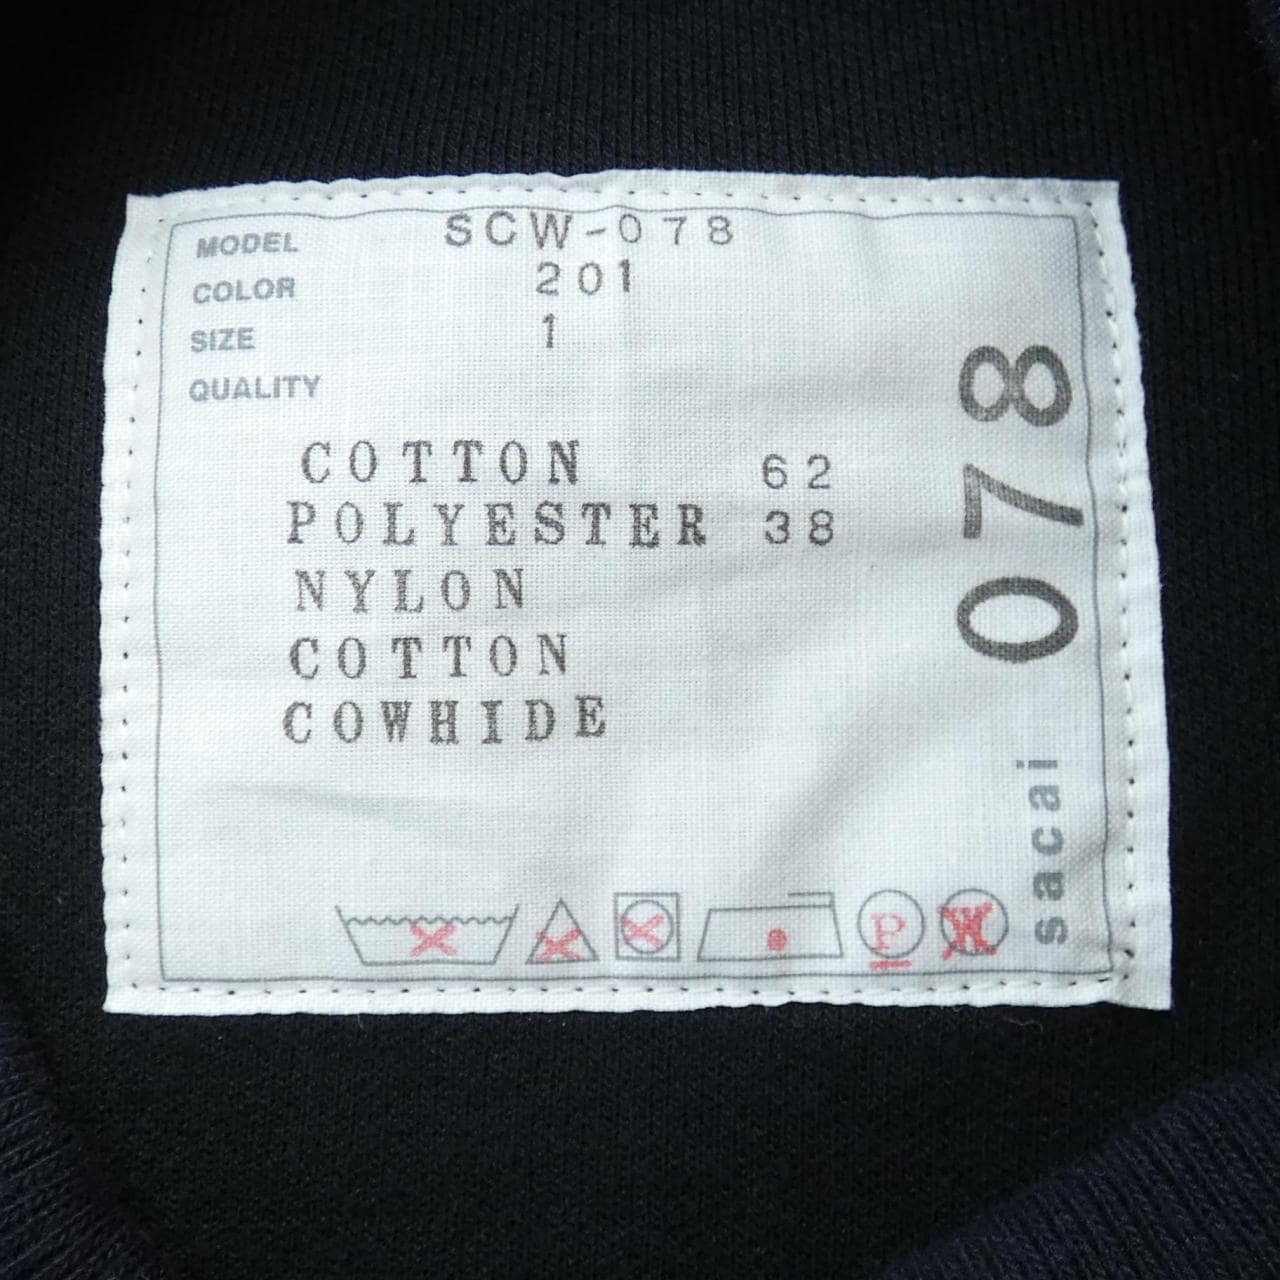 MODEL SCW-078
COLOR 201
SIZE 1
QUALITY
COTTON 62
POLYESTER 38
NYLON
COTTON
COWHIDE
P
W
sacai 078